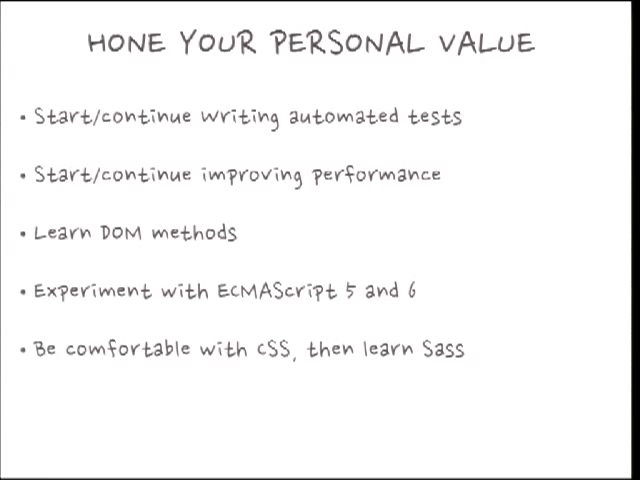 HONE YOUR PERSONAL VALUE
• Start/continue writing automated tests
• Start/continue improving performance
• Learn DOM methods
• Experiment with ECMAScript 5 and 6
• Be comfortable with CSS, then learn Sass